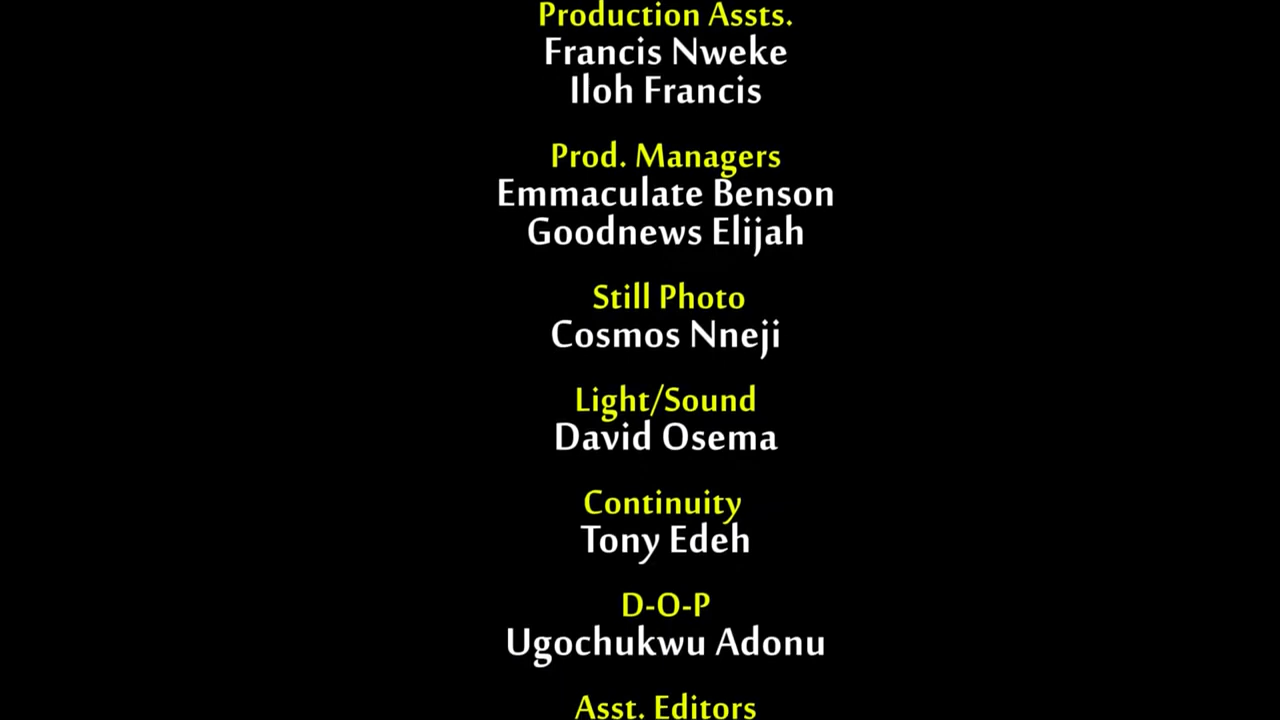 Production Assts.
Francis Nweke
Iloh Francis
Prod. Managers
Emmaculate Benson
Goodnews Elijah
Still Photo
Cosmos Nneji
Light/Sound
David Osema
Continuity
Tony Edeh
D-O-P
Ugochukwu Adonu
Asst. Editors